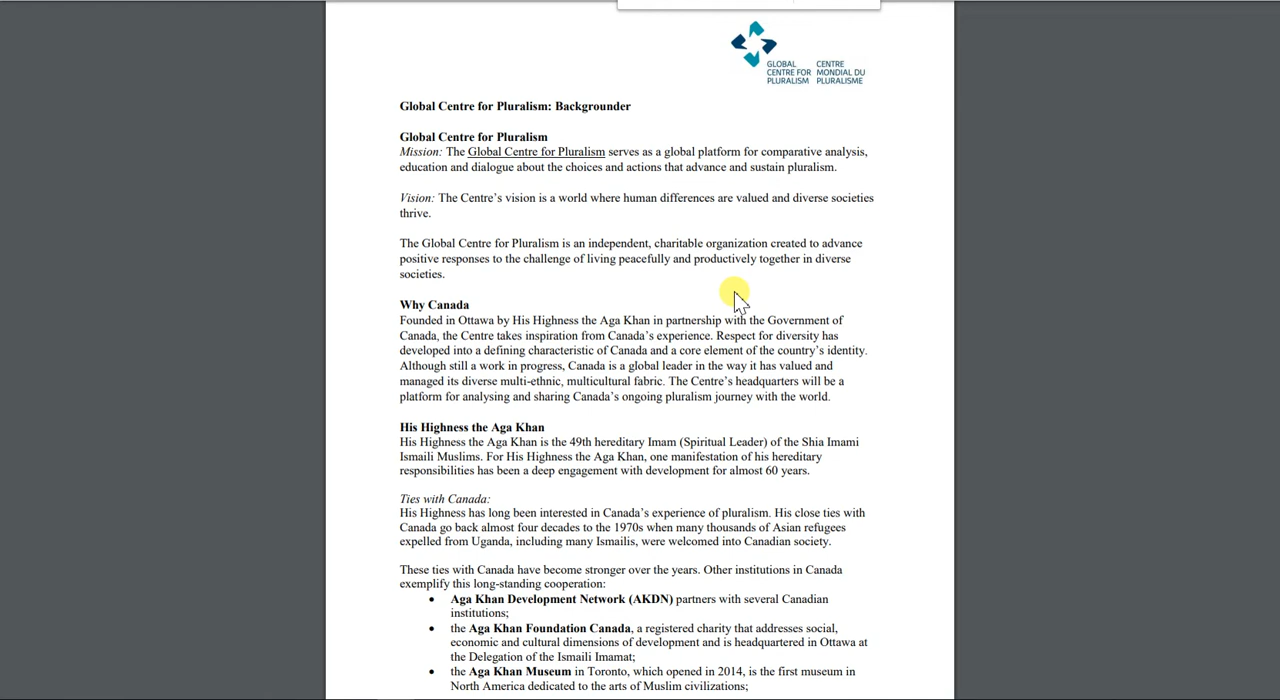 GLOBAL CENTRE FOR PLURALISM
CENTRE MONDIAL DU PLURALISME
Global Centre for Pluralism: Backgrounder
Global Centre for Pluralism
Mission: The Global Centre for Pluralism serves as a global platform for comparative analysis,
education and dialogue about the choices and actions that advance and sustain pluralism.
Vision: The Centre’s vision is a world where human differences are valued and diverse societies
thrive.
The Global Centre for Pluralism is an independent, charitable organization created to advance
positive responses to the challenge of living peacefully and productively together in diverse
societies.
Why Canada
Founded in Ottawa by His Highness the Aga Khan in partnership with the Government of
Canada, the Centre takes inspiration from Canada’s experience. Respect for diversity has
developed into a defining characteristic of Canada and a core element of the country’s identity.
Although still a work in progress, Canada is a global leader in the way it has valued and
managed its diverse multi-ethnic, multicultural fabric. The Centre’s headquarters will be a
platform for analysing and sharing Canada’s ongoing pluralism journey with the world.
His Highness the Aga Khan
His Highness the Aga Khan is the 49th hereditary Imam (Spiritual Leader) of the Shia Imami
Ismaili Muslims. For His Highness the Aga Khan, one manifestation of his hereditary
responsibilities has been a deep engagement with development for almost 60 years.
Ties with Canada:
His Highness has long been interested in Canada’s experience of pluralism. His close ties with
Canada go back almost four decades to the 1970s when many thousands of Asian refugees
expelled from Uganda, including many Ismailis, were welcomed into Canadian society.
These ties with Canada have become stronger over the years. Other institutions in Canada
exemplify this long-standing cooperation:
• Aga Khan Development Network (AKDN) partners with several Canadian
institutions;
• the Aga Khan Foundation Canada, a registered charity that addresses social,
economic and cultural dimensions of development and is headquartered in Ottawa at
the Delegation of the Ismaili Imamat;
• the Aga Khan Museum in Toronto, which opened in 2014, is the first museum in
North America dedicated to the arts of Muslim civilizations;